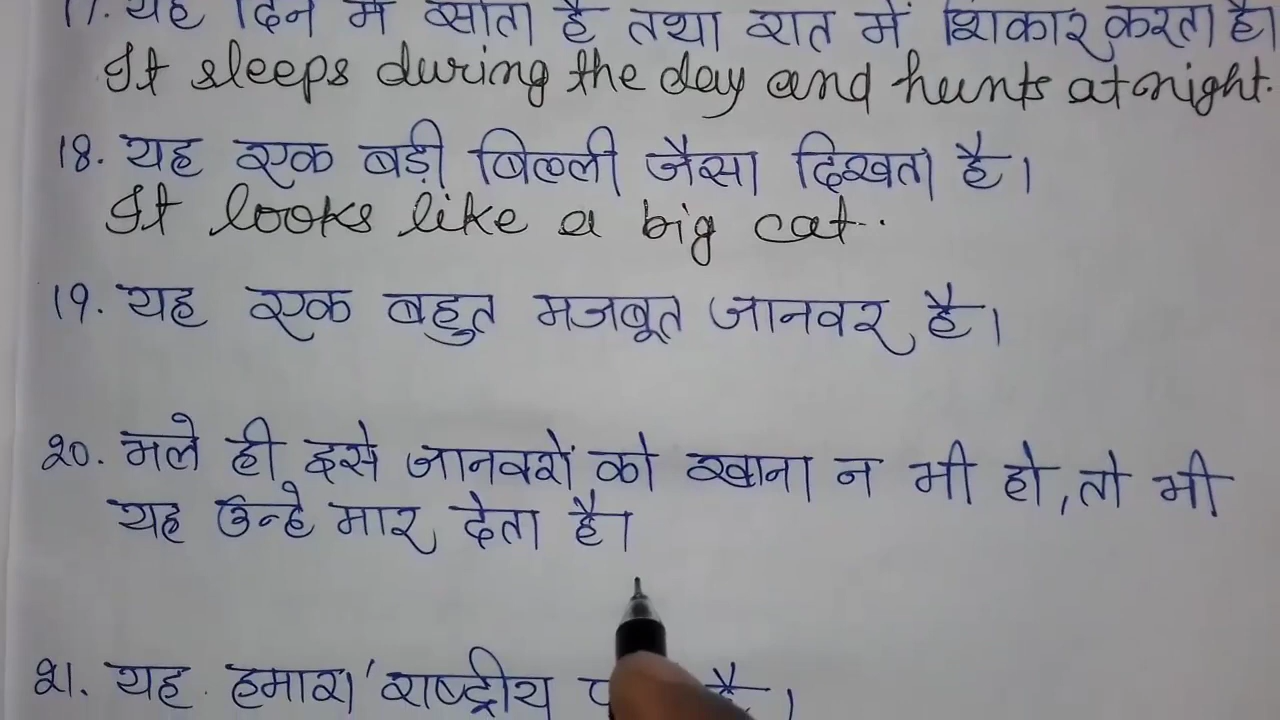 17. यह दिन में सोता है तथा रात में शिकार करता है।
It sleeps during the day and hunts at night.
18. यह एक बड़ी बिल्ली जैसा दिखता है।
It looks like a big cat.
19. यह एक बहुत मजबूत जानवर है।
20. भले ही इसे जानवरों को खाना न भी हो, तो भी
यह उन्हे मार देता है।
21. यह हमारा राष्ट्रीय है।